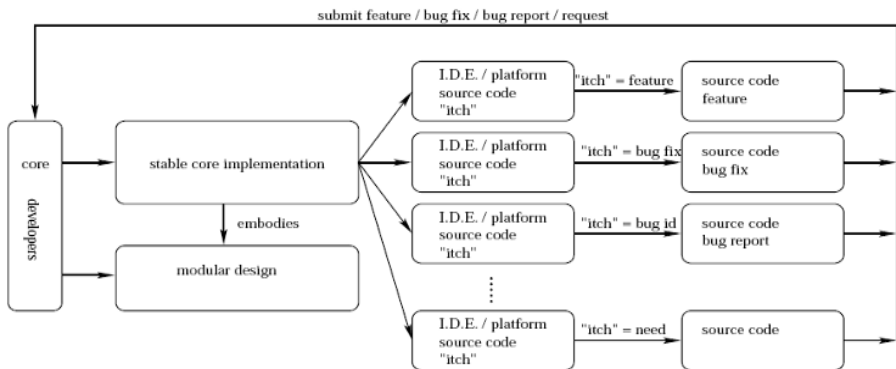 submit feature / bug fix / bug report / request
core
developers
stable core implementation
embodies
modular design
I.D.E. / platform
source code
"itch"
"itch" = feature
source code
feature
I.D.E. / platform
source code
"itch"
"itch" = bug fix
source code
bug fix
I.D.E. / platform
source code
"itch"
"itch" = bug id
source code
bug report
I.D.E. / platform
source code
"itch"
"itch" = need
source code